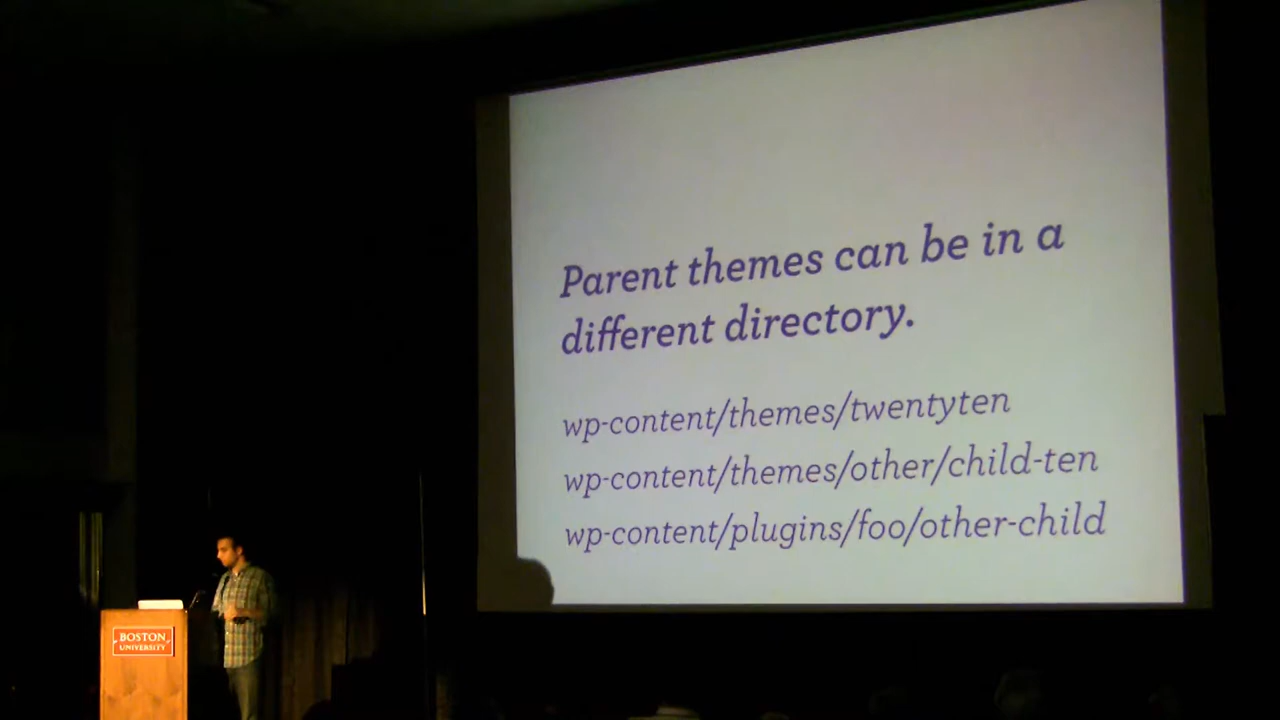 Parent themes can be in a
different directory.
wp-content/themes/twentyten
wp-content/themes/other/child-ten
wp-content/plugins/foo/other-child
BOSTON
UNIVERSITY